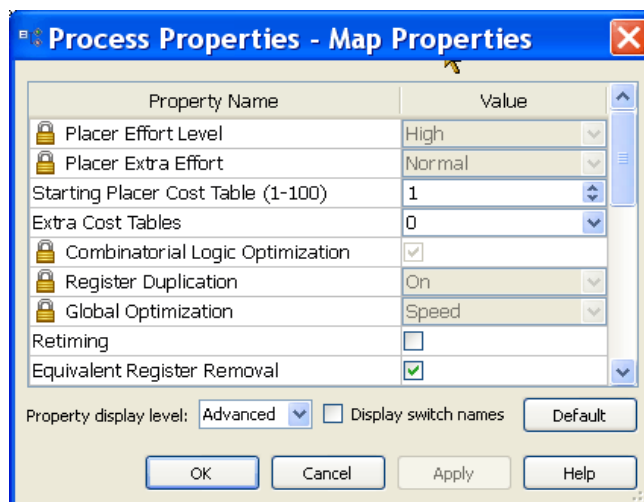 Process Properties - Map Properties
Property Name Value
Placer Effort Level High
Placer Extra Effort Normal
Starting Placer Cost Table (1-100) 1
Extra Cost Tables 0
Combinatorial Logic Optimization
Register Duplication On
Global Optimization Speed
Retiming
Equivalent Register Removal
Property display level: Advanced Display switch names Default
OK Cancel Apply Help